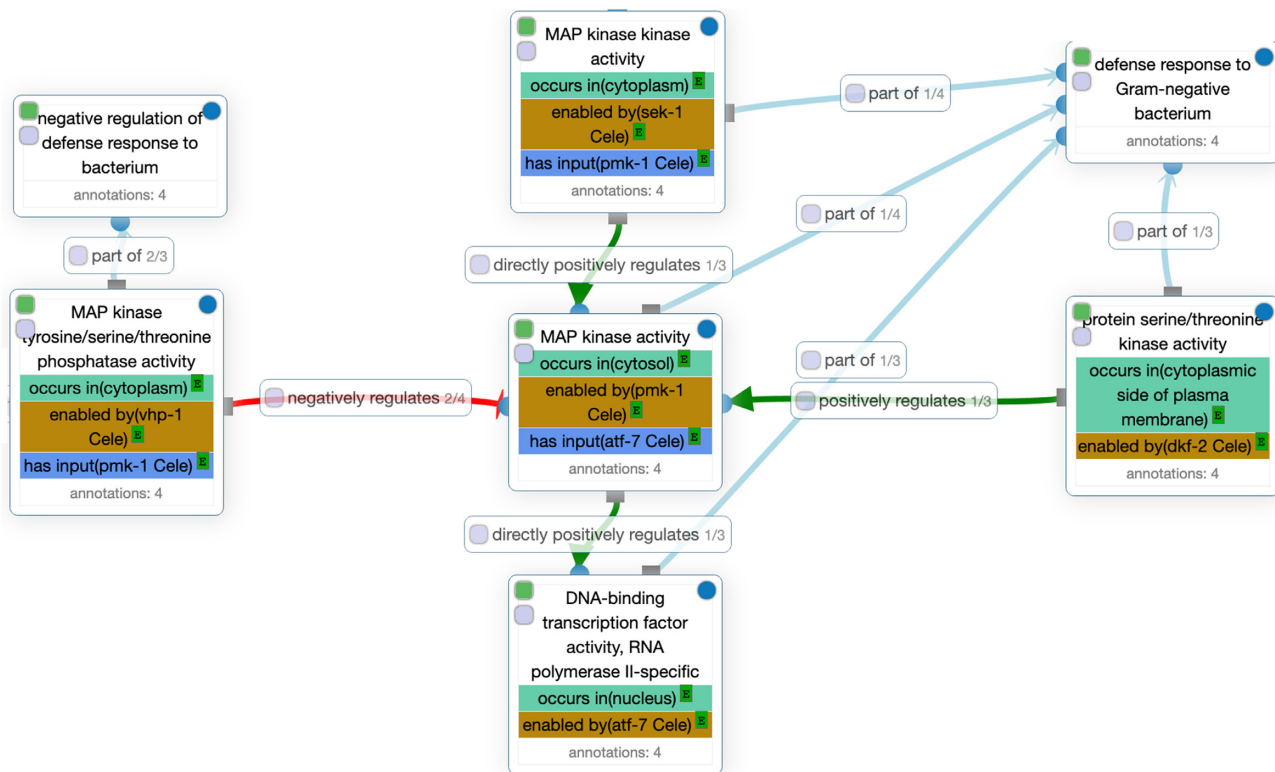 MAP kinase kinase
activity
occurs in(cytoplasm) E
enabled by(sek-1
Cele) E
has input(pmk-1 Cele) E
annotations: 4
part of 1/4
defense response to
Gram-negative
bacterium
annotations: 4
negative regulation of
defense response to
bacterium
annotations: 4
part of 2/3
directly positively regulates 1/3
part of 1/4
part of 1/3
MAP kinase
tyrosine/serine/threonine
phosphatase activity
occurs in(cytoplasm) E
enabled by(vhp-1
Cele) E
has input(pmk-1 Cele) E
annotations: 4
negatively regulates 2/4
MAP kinase activity
occurs in(cytosol) E
enabled by(pmk-1
Cele) E
has input(atf-7 Cele) E
annotations: 4
part of 1/3
positively regulates 1/3
protein serine/threonine
kinase activity
occurs in(cytoplasmic
side of plasma
membrane) E
enabled by(dkf-2 Cele) E
annotations: 4
directly positively regulates 1/3
DNA-binding
transcription factor
activity, RNA
polymerase II-specific
occurs in(nucleus) E
enabled by(atf-7 Cele) E
annotations: 4